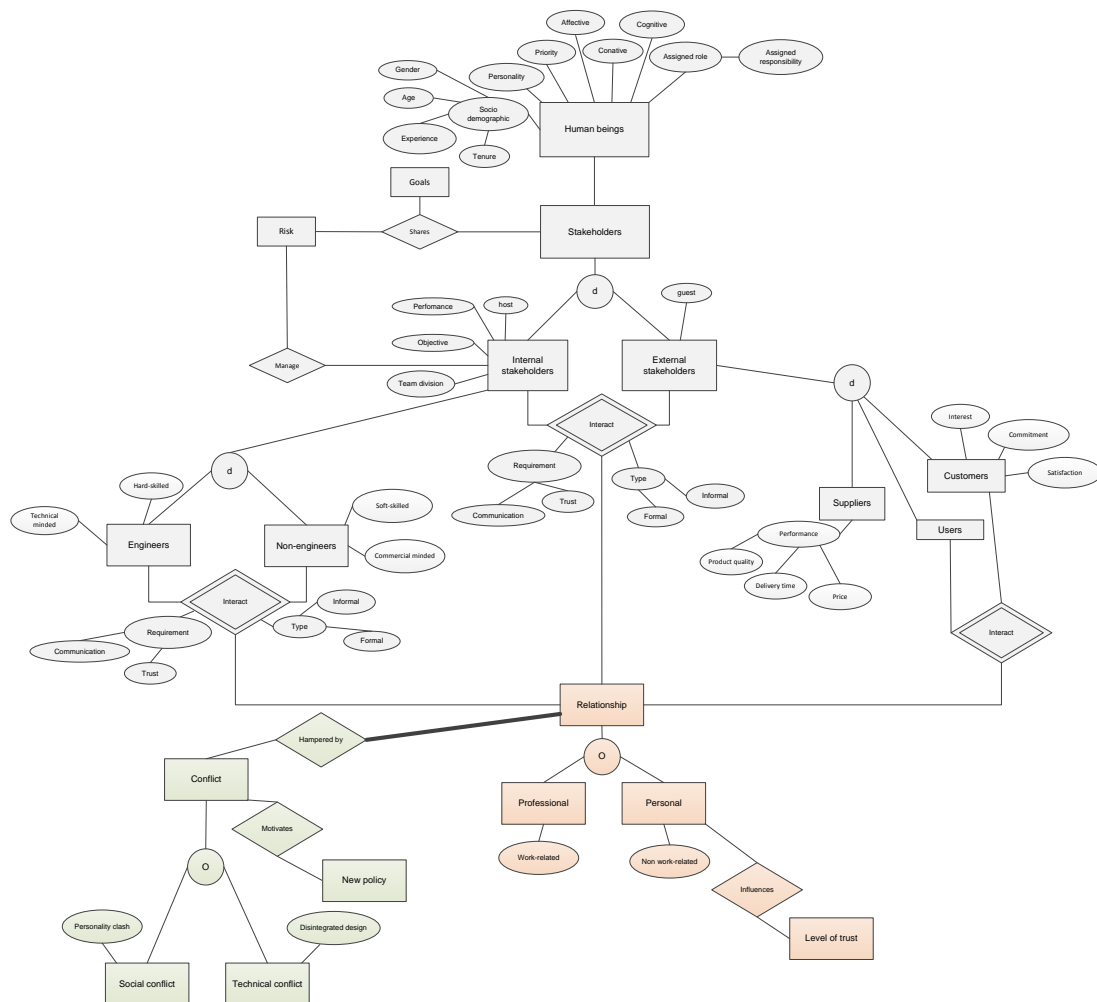 Affective
Cognitive
Priority
Conative
Assigned role
Assigned
responsibility
Gender
Personality
Age
Socio
demographic
Experience
Tenure
Human beings
Goals
Risk
Shares
Stakeholders
d
Perfomance
host
guest
Objective
Team division
Manage
Internal
stakeholders
External
stakeholders
d
Interact
Interest
Commitment
Customers
Satisfaction
Requirement
Type
Informal
Trust
Communication
Formal
Suppliers
Users
d
Hard-skilled
Technical
minded
Soft-skilled
Engineers
Non-engineers
Commercial minded
Performance
Product quality
Delivery time
Price
Interact
Informal
Requirement
Type
Communication
Formal
Trust
Interact
Relationship
Hampered by
O
Conflict
Professional
Personal
Motivates
Work-related
Non work-related
O
New policy
Influences
Personality clash
Disintegrated design
Level of trust
Social conflict
Technical conflict